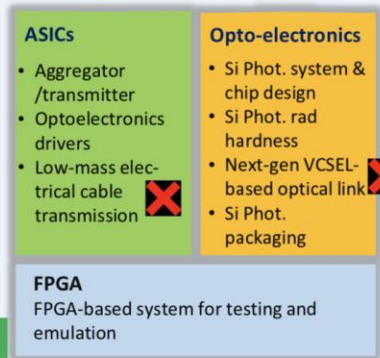 ASICs
• Aggregator
/transmitter
• Optoelectronics
drivers
• Low-mass elec-
trical cable
transmission
Opto-electronics
• Si Phot. system &
chip design
• Si Phot. rad
hardness
• Next-gen VCSEL-
based optical link
• Si Phot.
packaging
FPGA
FPGA-based system for testing and
emulation